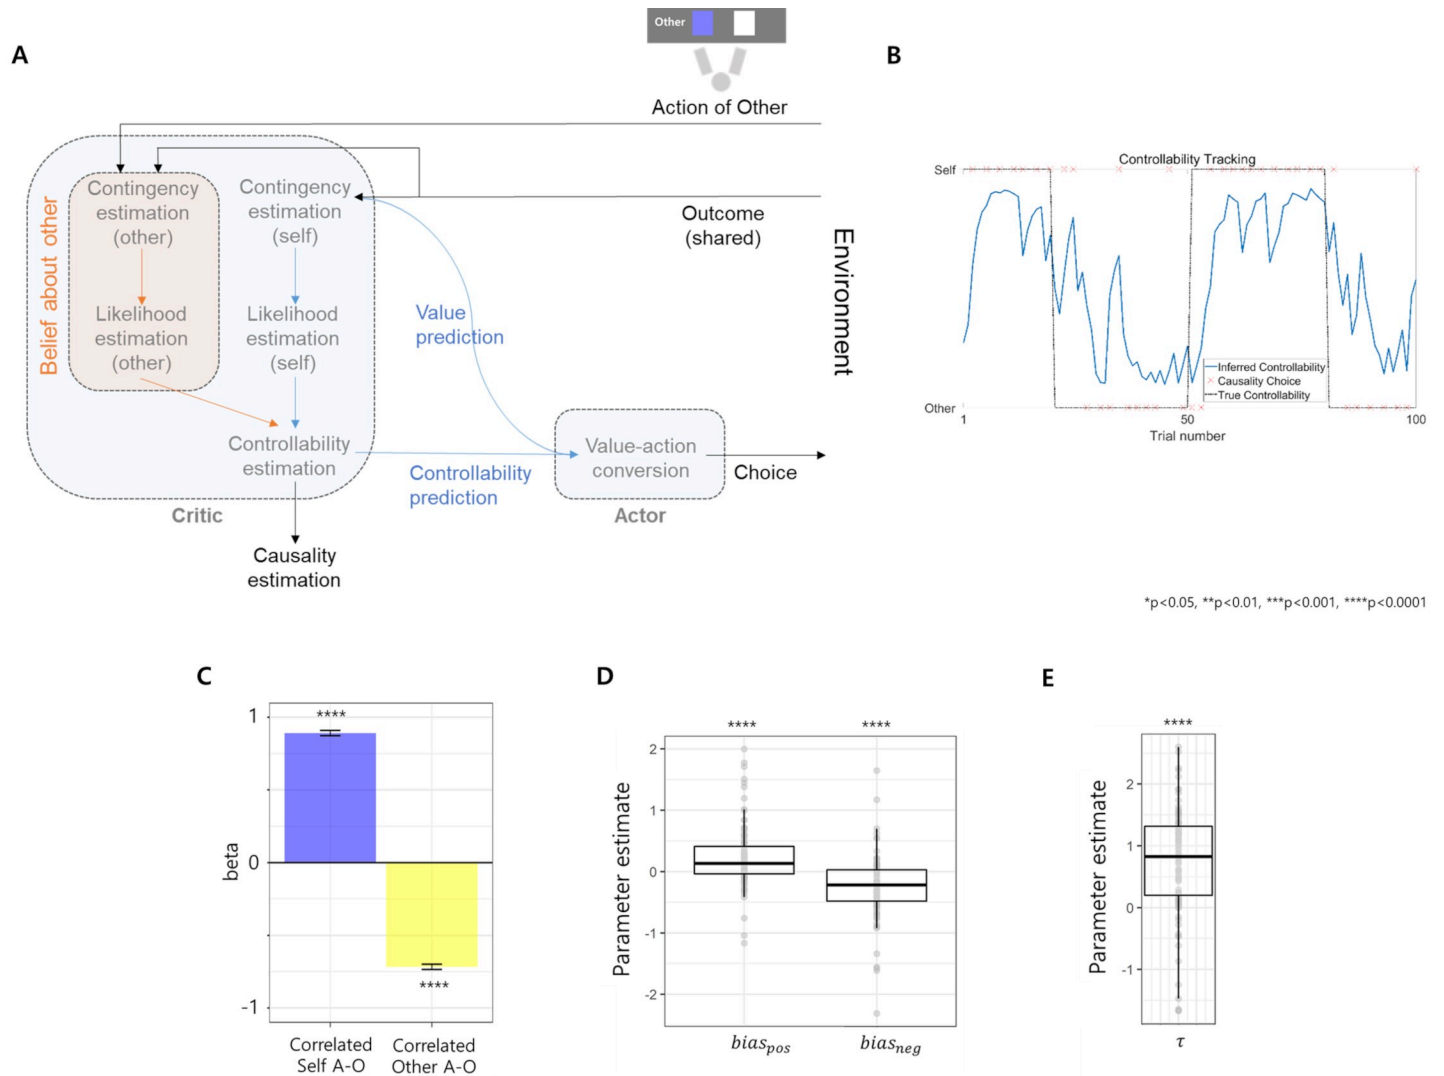 A
Other
Action of Other
Belief about other
Contingency
estimation
(other)
Contingency
estimation
(self)
Likelihood
estimation
(other)
Likelihood
estimation
(self)
Controllability
estimation
Critic
Causality
estimation
Value
prediction
Controllability
prediction
Outcome
(shared)
Environment
Value-action
conversion
Actor
Choice
B
Controllability Tracking
Self
Other
Inferred Controllability
Causality Choice
True Controllability
1
50
100
Trial number
*p<0.05, **p<0.01, ***p<0.001, ****p<0.0001
C
beta
1
0
-1
****
****
Correlated
Self A-O
Correlated
Other A-O
D
Parameter estimate
2
1
0
-1
-2
****
****
bias_pos
bias_neg
E
Parameter estimate
2
1
0
-1
****
τ